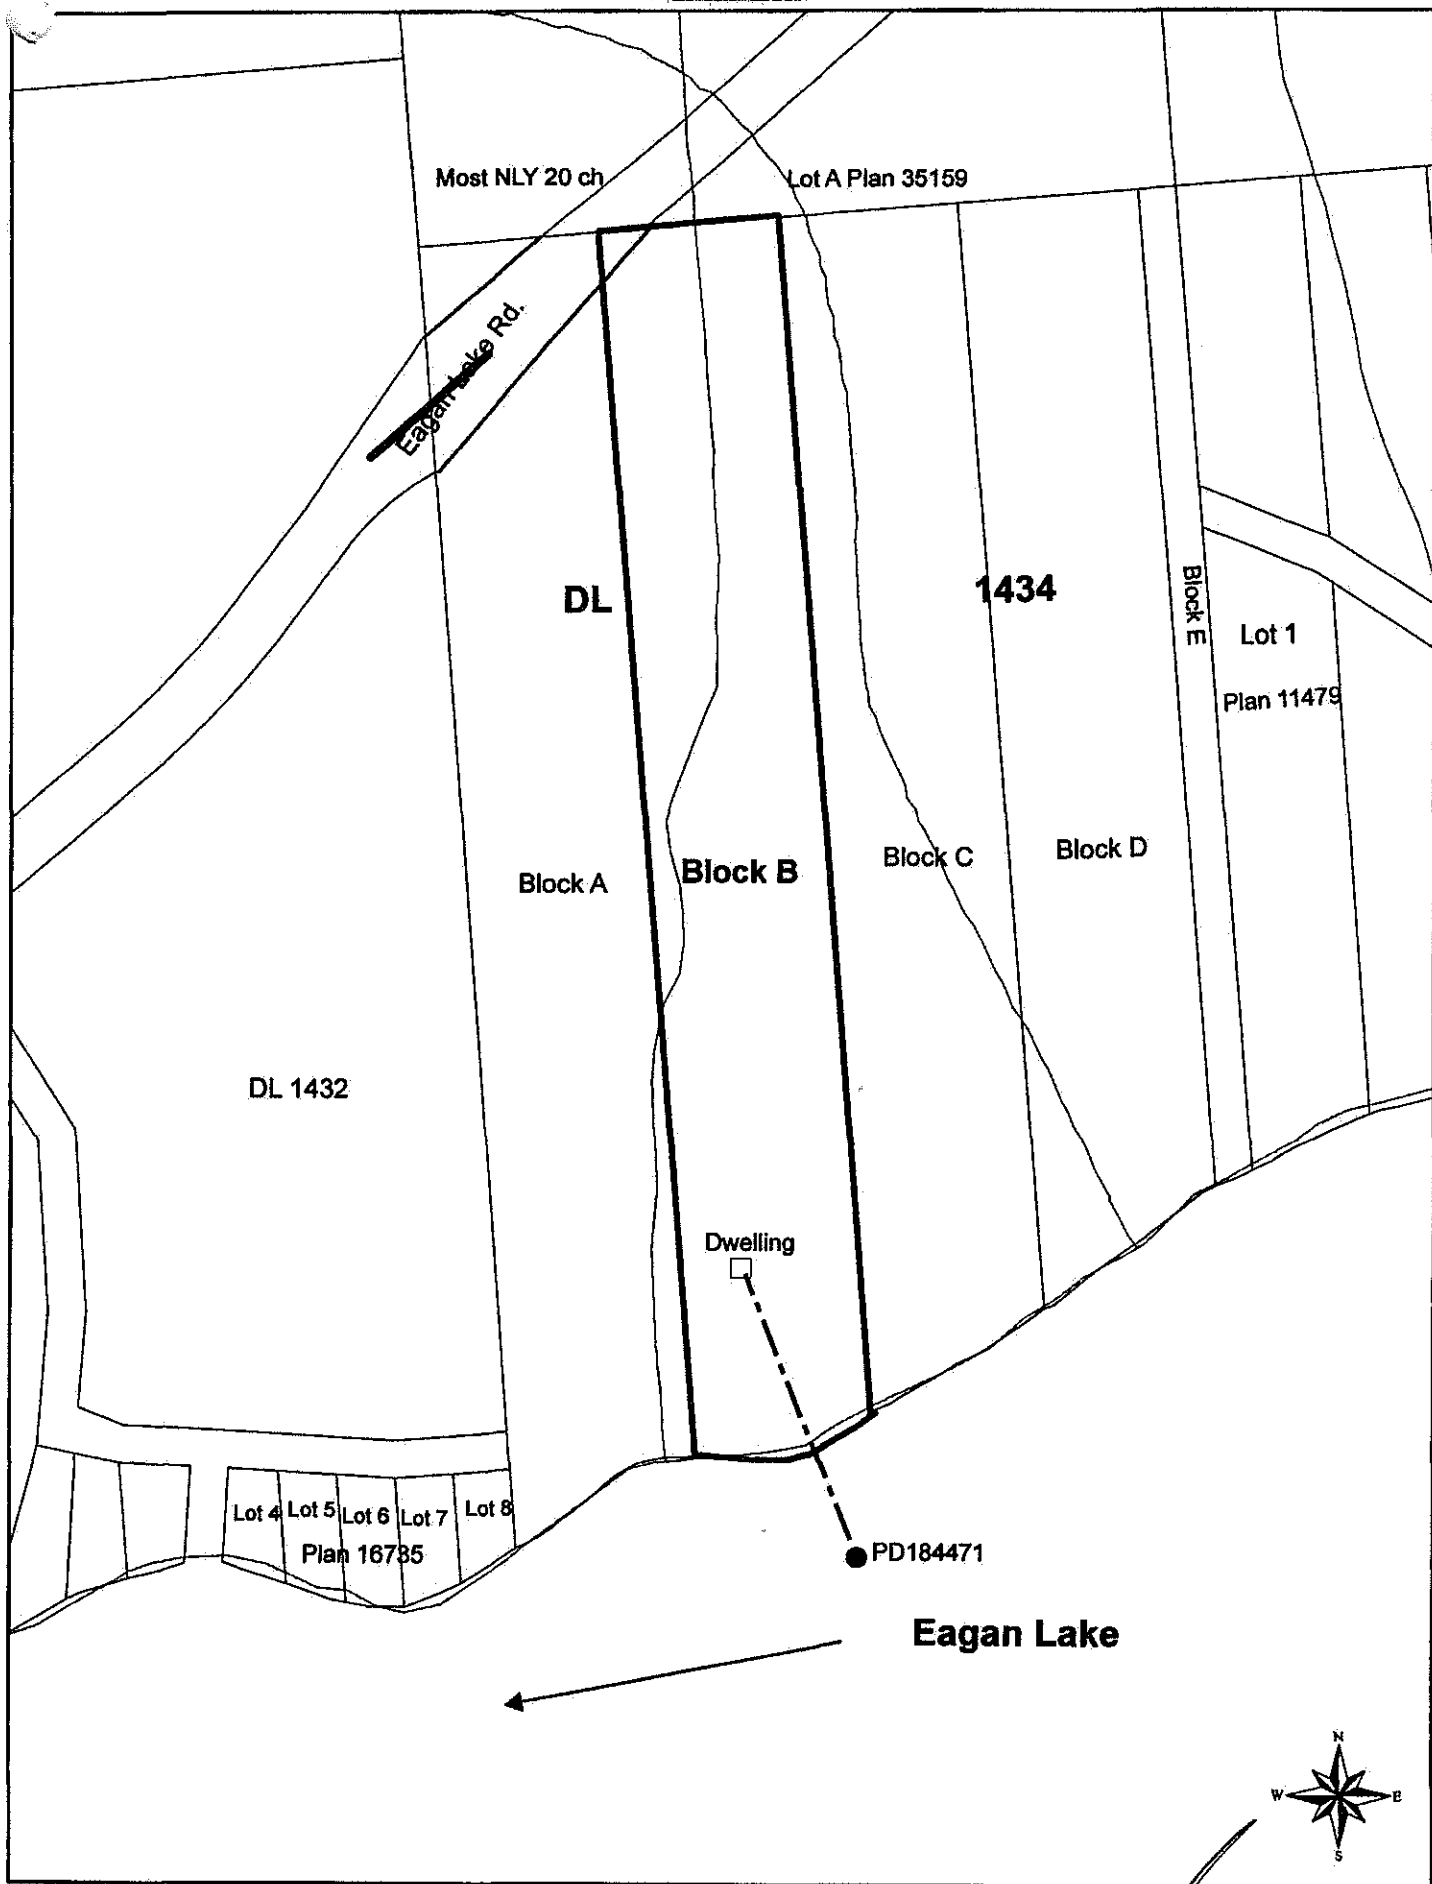 Most NLY 20 ch
Lot A Plan 35159
Eagan Lake Rd.
DL
1434
Block E
Lot 1
Plan 11479
Block A
Block B
Block C
Block D
DL 1432
Dwelling
Lot 4
Lot 5
Lot 6
Lot 7
Lot 8
Plan 16735
PD184471
Eagan Lake
N
W
E
S